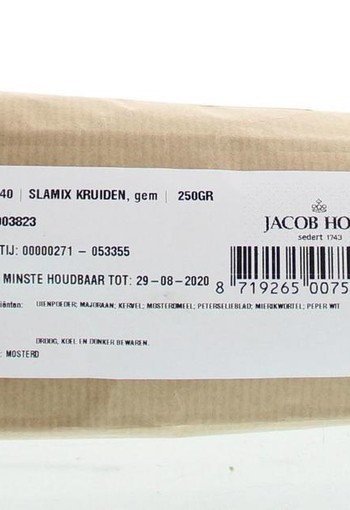 40 | SLAMIX KRUIDEN, gem | 250GR
003823
JACOB HO
sedert 1743
TIJ: 00000271 - 053355
MINSTE HOUDBAAR TOT: 29-08-2020
8 719265 0075
iënten: UIENPOEDER; MAJORAAN; KERVEL; MOSTERDMEEL; PETERSELIEBLAD; MIERIKWORTEL; PEPER WIT
DROOG, KOEL EN DONKER BEWAREN.
: MOSTERD